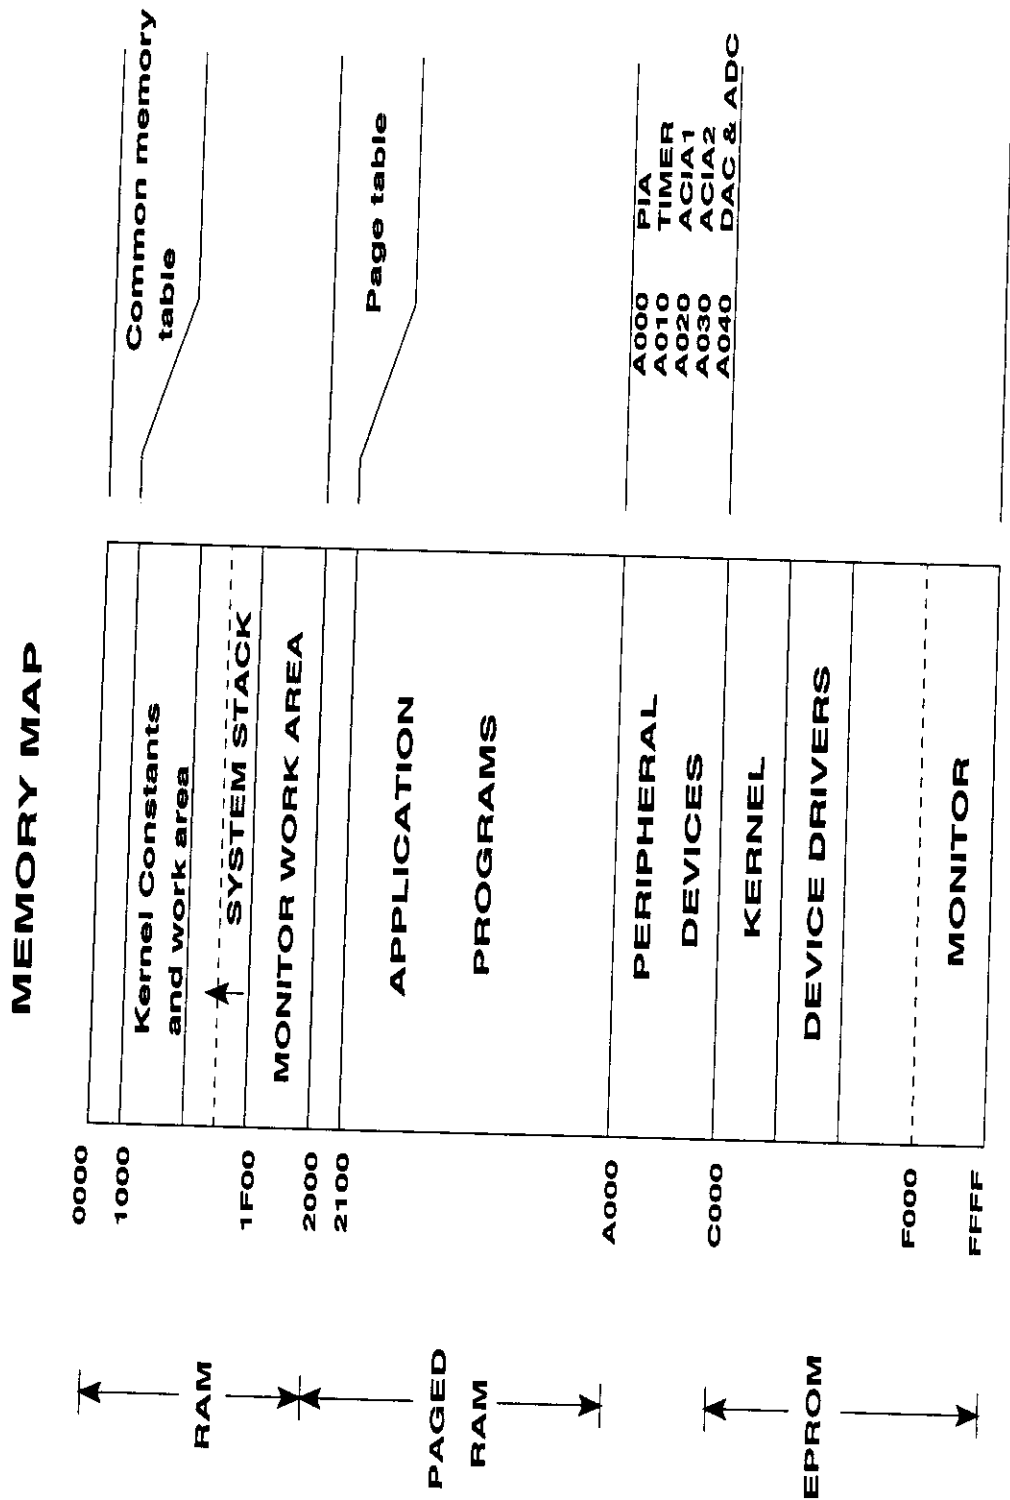 MEMORY MAP
0000
1000
1F00
2000
2100
A000
C000
F000
FFFF
RAM
PAGED
RAM
EPROM
Kernel Constants
and work area
SYSTEM STACK
MONITOR WORK AREA
APPLICATION
PROGRAMS
PERIPHERAL
DEVICES
KERNEL
DEVICE DRIVERS
MONITOR
Common memory
table
Page table
A000 PIA
A010 TIMER
A020 ACIA1
A030 ACIA2
A040 DAC & ADC